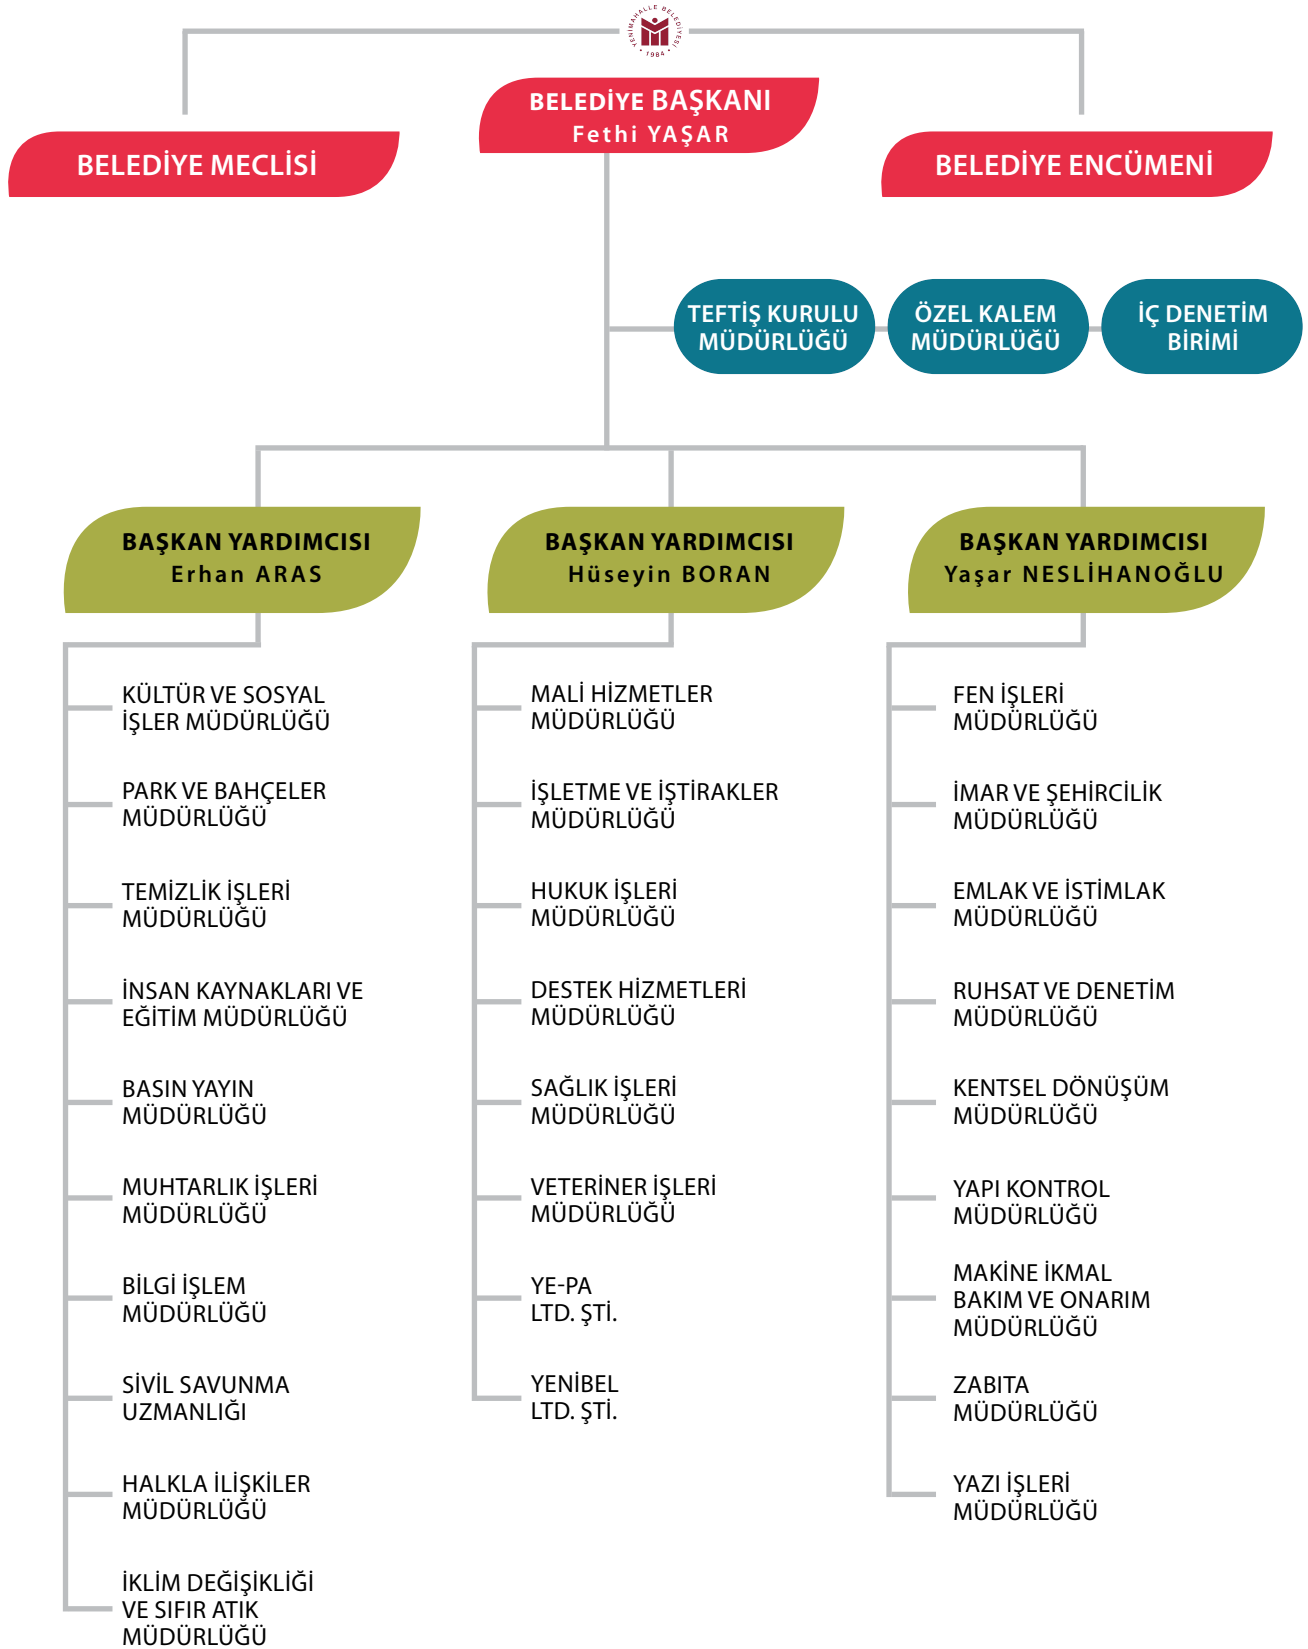 YENİMAHALLE BELEDİYESİ
• 1984 •
BELEDİYE BAŞKANI
Fethi YAŞAR
BELEDİYE MECLİSİ
BELEDİYE ENCÜMENİ
TEFTİŞ KURULU
MÜDÜRLÜĞÜ
ÖZEL KALEM
MÜDÜRLÜĞÜ
İÇ DENETİM
BİRİMİ
BAŞKAN YARDIMCISI
Erhan ARAS
KÜLTÜR VE SOSYAL
İŞLER MÜDÜRLÜĞÜ
PARK VE BAHÇELER
MÜDÜRLÜĞÜ
TEMİZLİK İŞLERİ
MÜDÜRLÜĞÜ
İNSAN KAYNAKLARI VE
EĞİTİM MÜDÜRLÜĞÜ
BASIN YAYIN
MÜDÜRLÜĞÜ
MUHTARLIK İŞLERİ
MÜDÜRLÜĞÜ
BİLGİ İŞLEM
MÜDÜRLÜĞÜ
SİVİL SAVUNMA
UZMANLIĞI
HALKLA İLİŞKİLER
MÜDÜRLÜĞÜ
İKLİM DEĞİŞİKLİĞİ
VE SIFIR ATIK
MÜDÜRLÜĞÜ
BAŞKAN YARDIMCISI
Hüseyin BORAN
MALİ HİZMETLER
MÜDÜRLÜĞÜ
İŞLETME VE İŞTİRAKLER
MÜDÜRLÜĞÜ
HUKUK İŞLERİ
MÜDÜRLÜĞÜ
DESTEK HİZMETLERİ
MÜDÜRLÜĞÜ
SAĞLIK İŞLERİ
MÜDÜRLÜĞÜ
VETERİNER İŞLERİ
MÜDÜRLÜĞÜ
YE-PA
LTD. ŞTİ.
YENİBEL
LTD. ŞTİ.
BAŞKAN YARDIMCISI
Yaşar NESLİHANOĞLU
FEN İŞLERİ
MÜDÜRLÜĞÜ
İMAR VE ŞEHİRCİLİK
MÜDÜRLÜĞÜ
EMLAK VE İSTİMLAK
MÜDÜRLÜĞÜ
RUHSAT VE DENETİM
MÜDÜRLÜĞÜ
KENTSEL DÖNÜŞÜM
MÜDÜRLÜĞÜ
YAPI KONTROL
MÜDÜRLÜĞÜ
MAKİNE İKMAL
BAKIM VE ONARIM
MÜDÜRLÜĞÜ
ZABITA
MÜDÜRLÜĞÜ
YAZI İŞLERİ
MÜDÜRLÜĞÜ